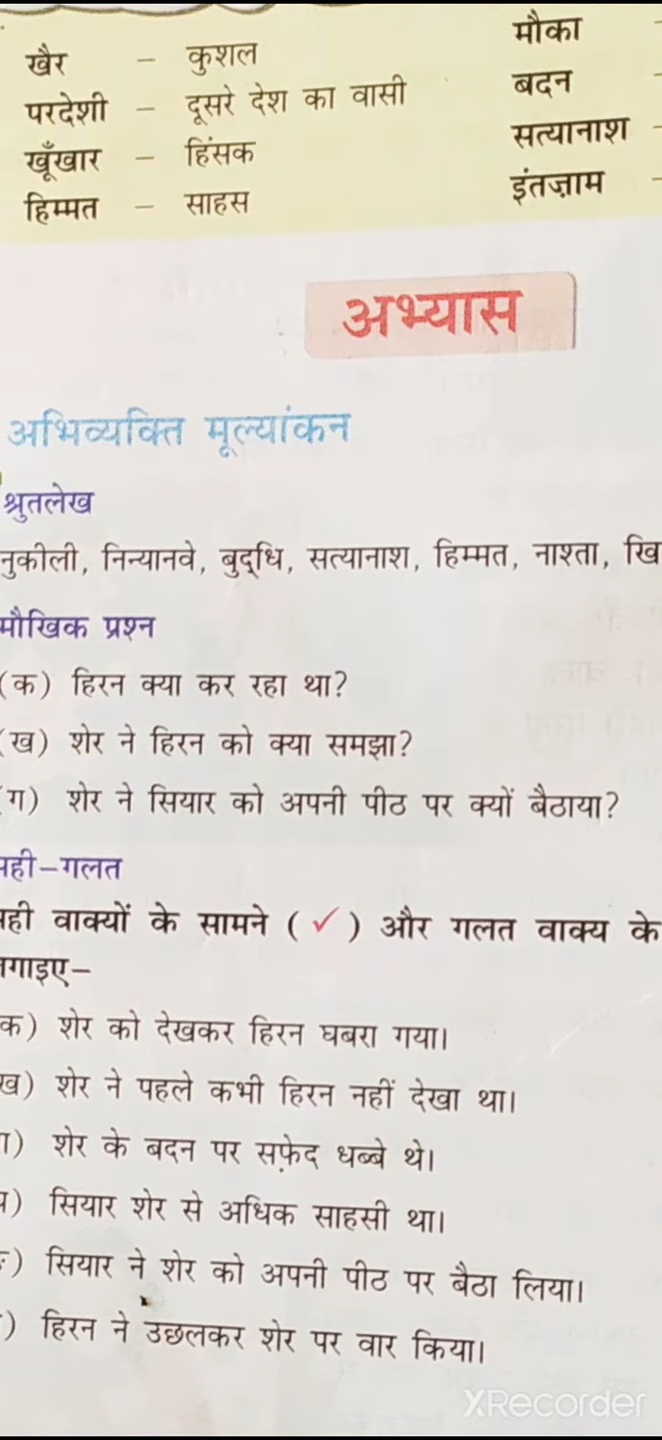 खैर – कुशल
परदेशी – दूसरे देश का वासी
खूँखार – हिंसक
हिम्मत – साहस
मौका –
बदन –
सत्यानाश –
इंतज़ाम –
अभ्यास
अभिव्यक्ति मूल्यांकन
श्रुतलेख
नुकीली, निन्यानवे, बुद्धि, सत्यानाश, हिम्मत, नाश्ता, खि
मौखिक प्रश्न
(क) हिरन क्या कर रहा था?
(ख) शेर ने हिरन को क्या समझा?
(ग) शेर ने सियार को अपनी पीठ पर क्यों बैठाया?
सही–गलत
सही वाक्यों के सामने (✓) और गलत वाक्य के
लगाइए–
क) शेर को देखकर हिरन घबरा गया।
ख) शेर ने पहले कभी हिरन नहीं देखा था।
ग) शेर के बदन पर सफ़ेद धब्बे थे।
घ) सियार शेर से अधिक साहसी था।
ङ) सियार ने शेर को अपनी पीठ पर बैठा लिया।
) हिरन ने उछलकर शेर पर वार किया।
XRecorder